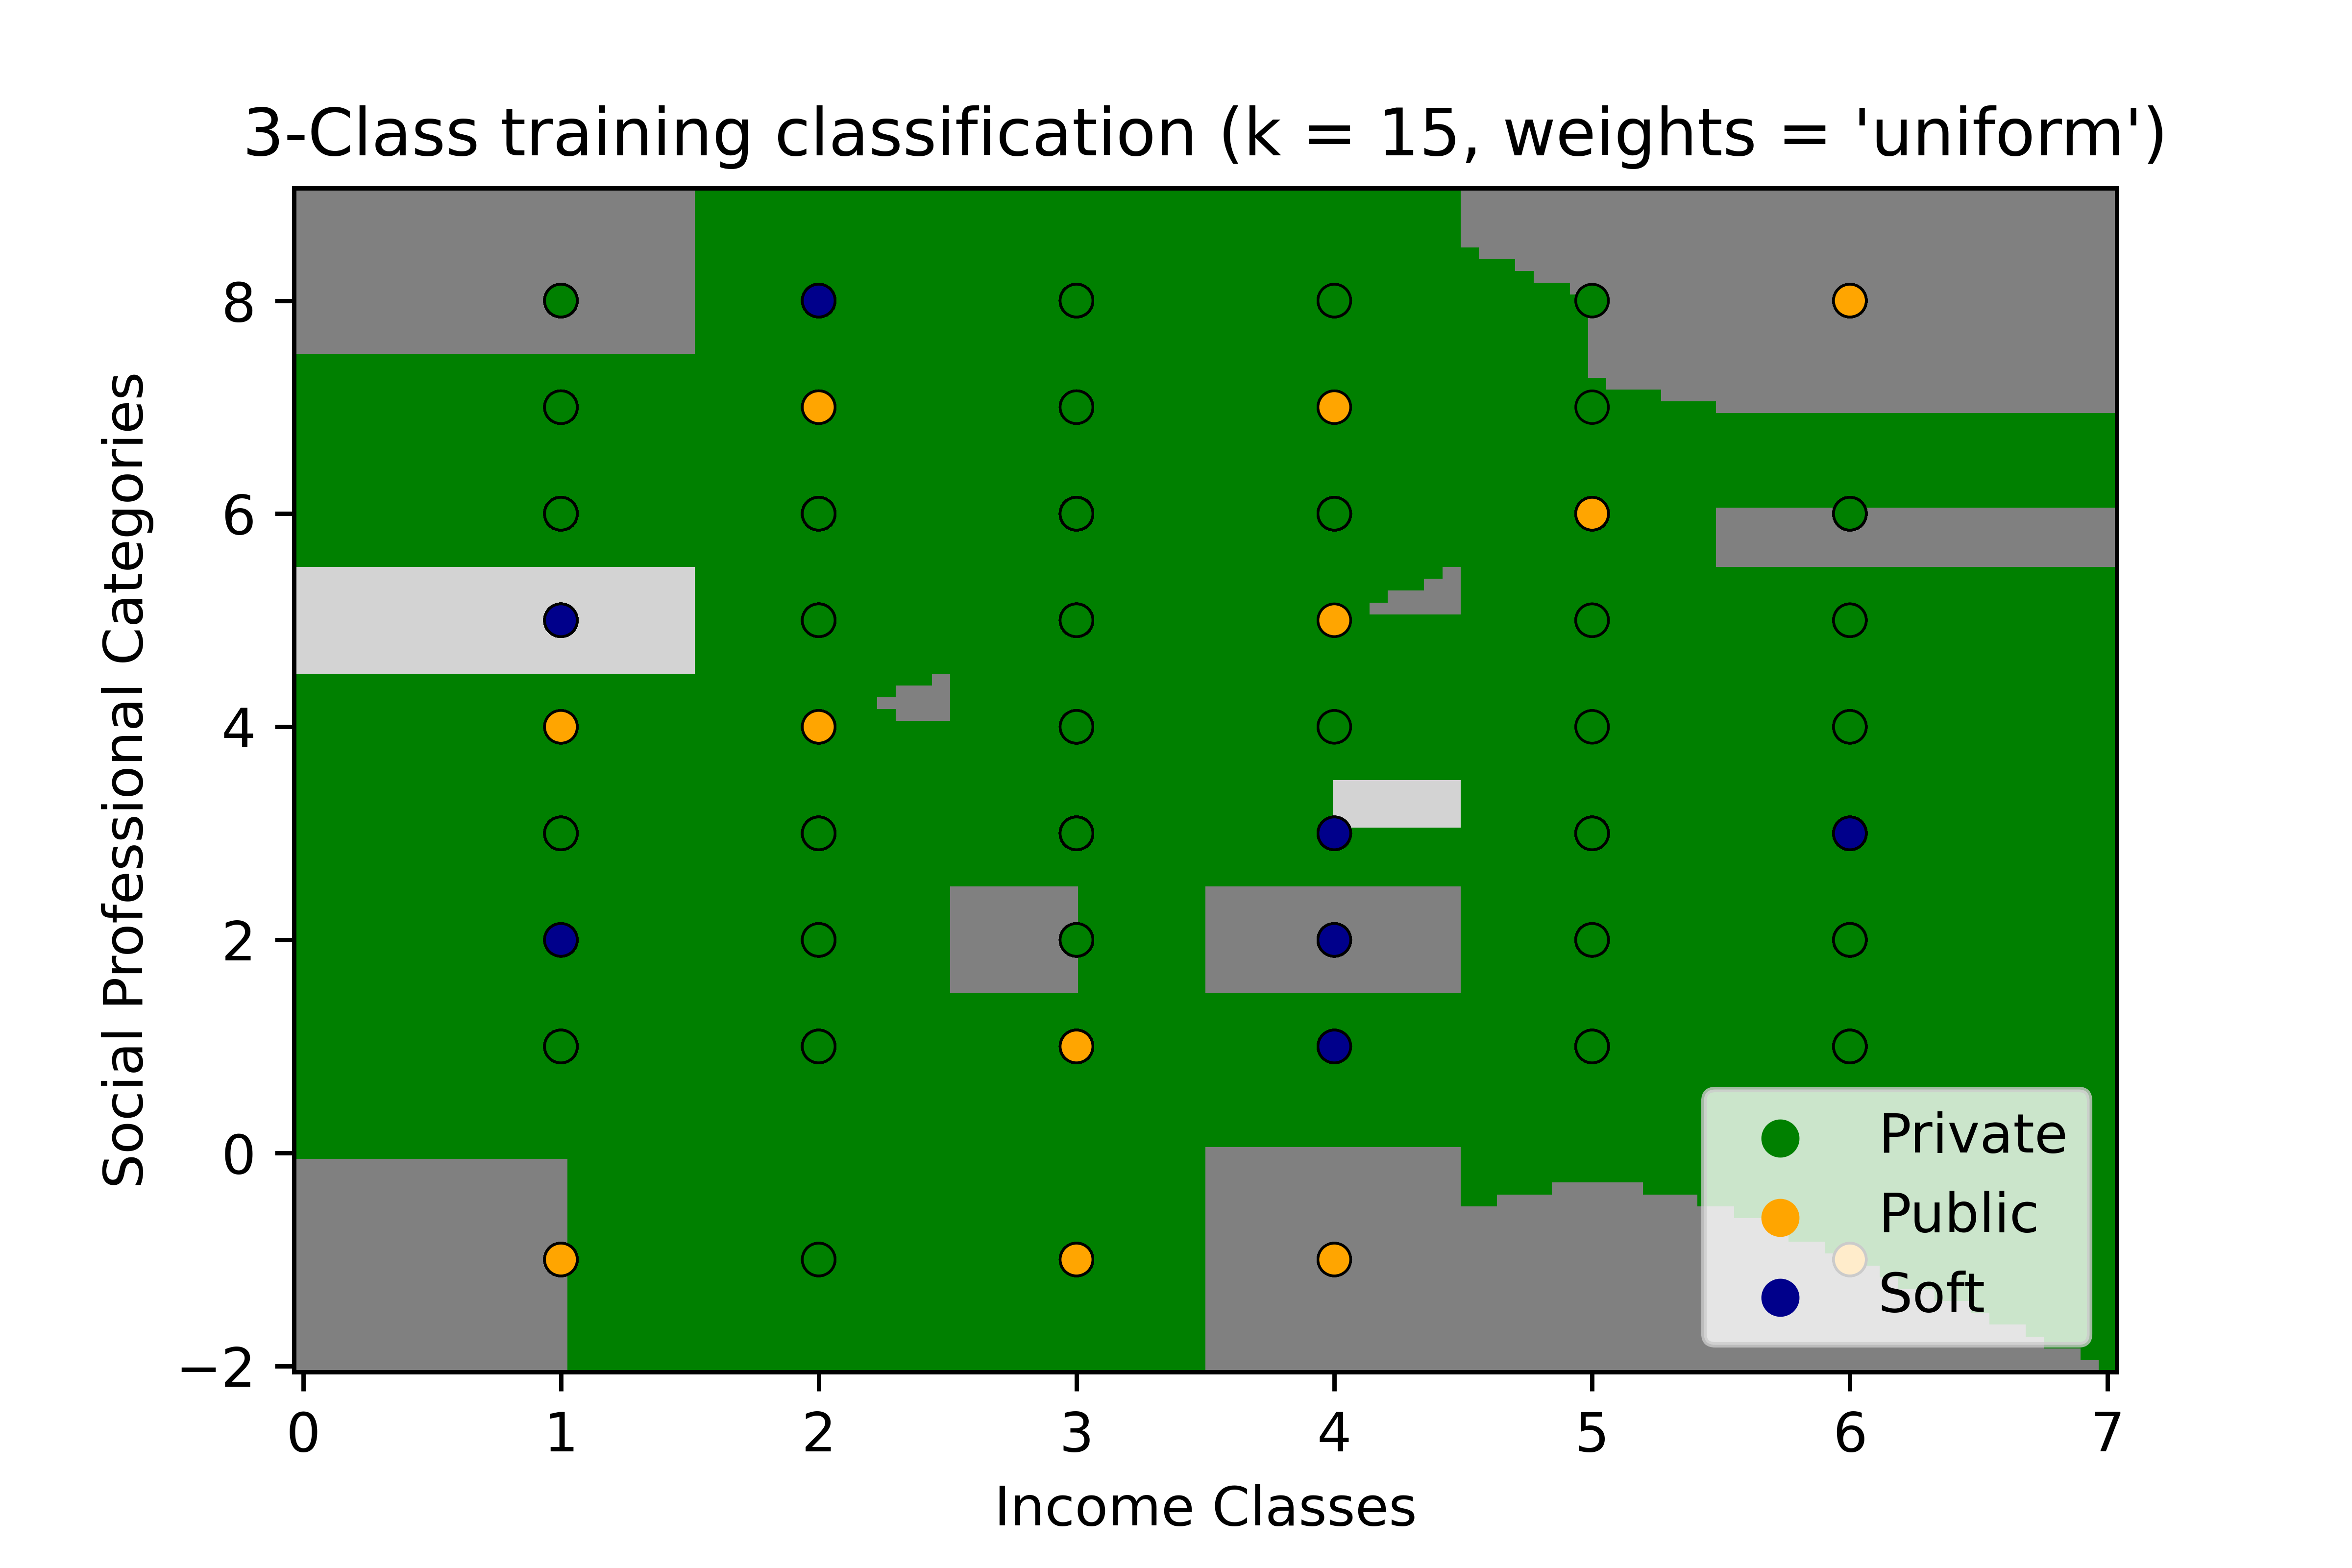 3-Class training classification (k = 15, weights = 'uniform')
Social Professional Categories
8
6
4
2
0
−2
Private
Public
Soft
0 1 2 3 4 5 6 7
Income Classes